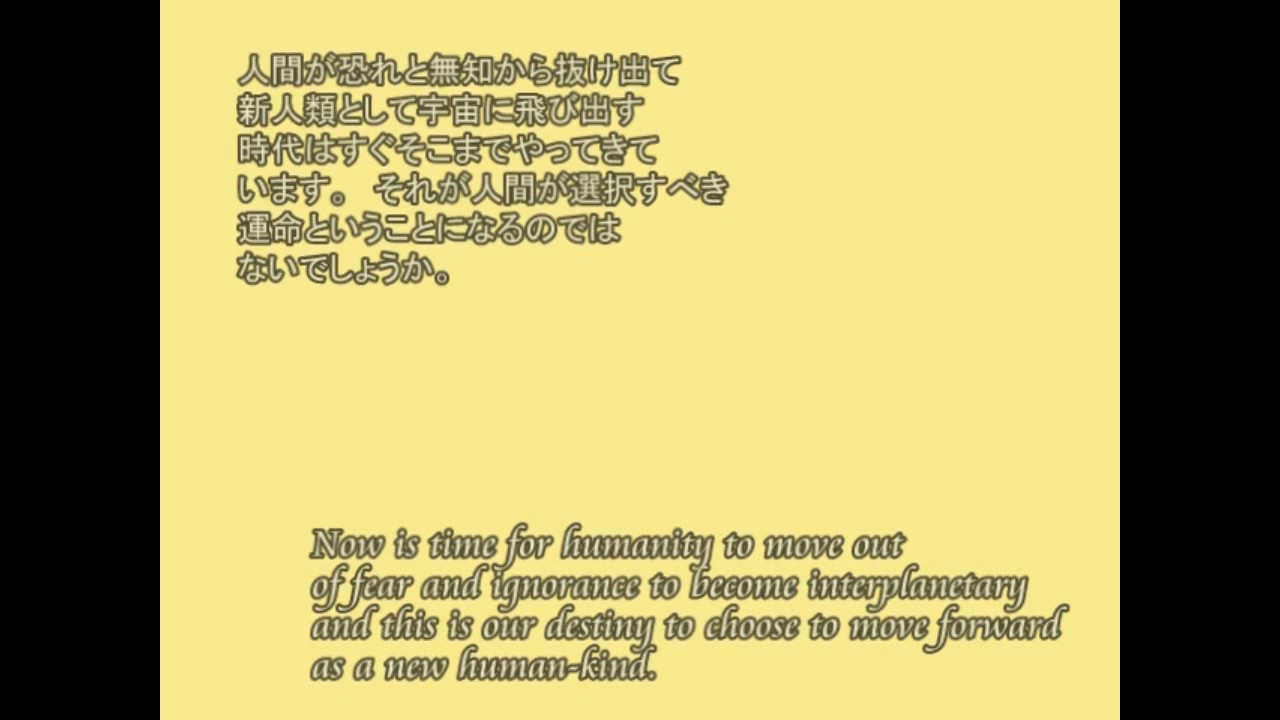 人間が恐れと無知から抜け出て
新人類として宇宙に飛び出す
時代はすぐそこまでやってきて
います。 それが人間が選択すべき
運命ということになるのでは
ないでしょうか。
Now is time for humanity to move out
of fear and ignorance to become interplanetary
and this is our destiny to choose to move forward
as a new human-kind.